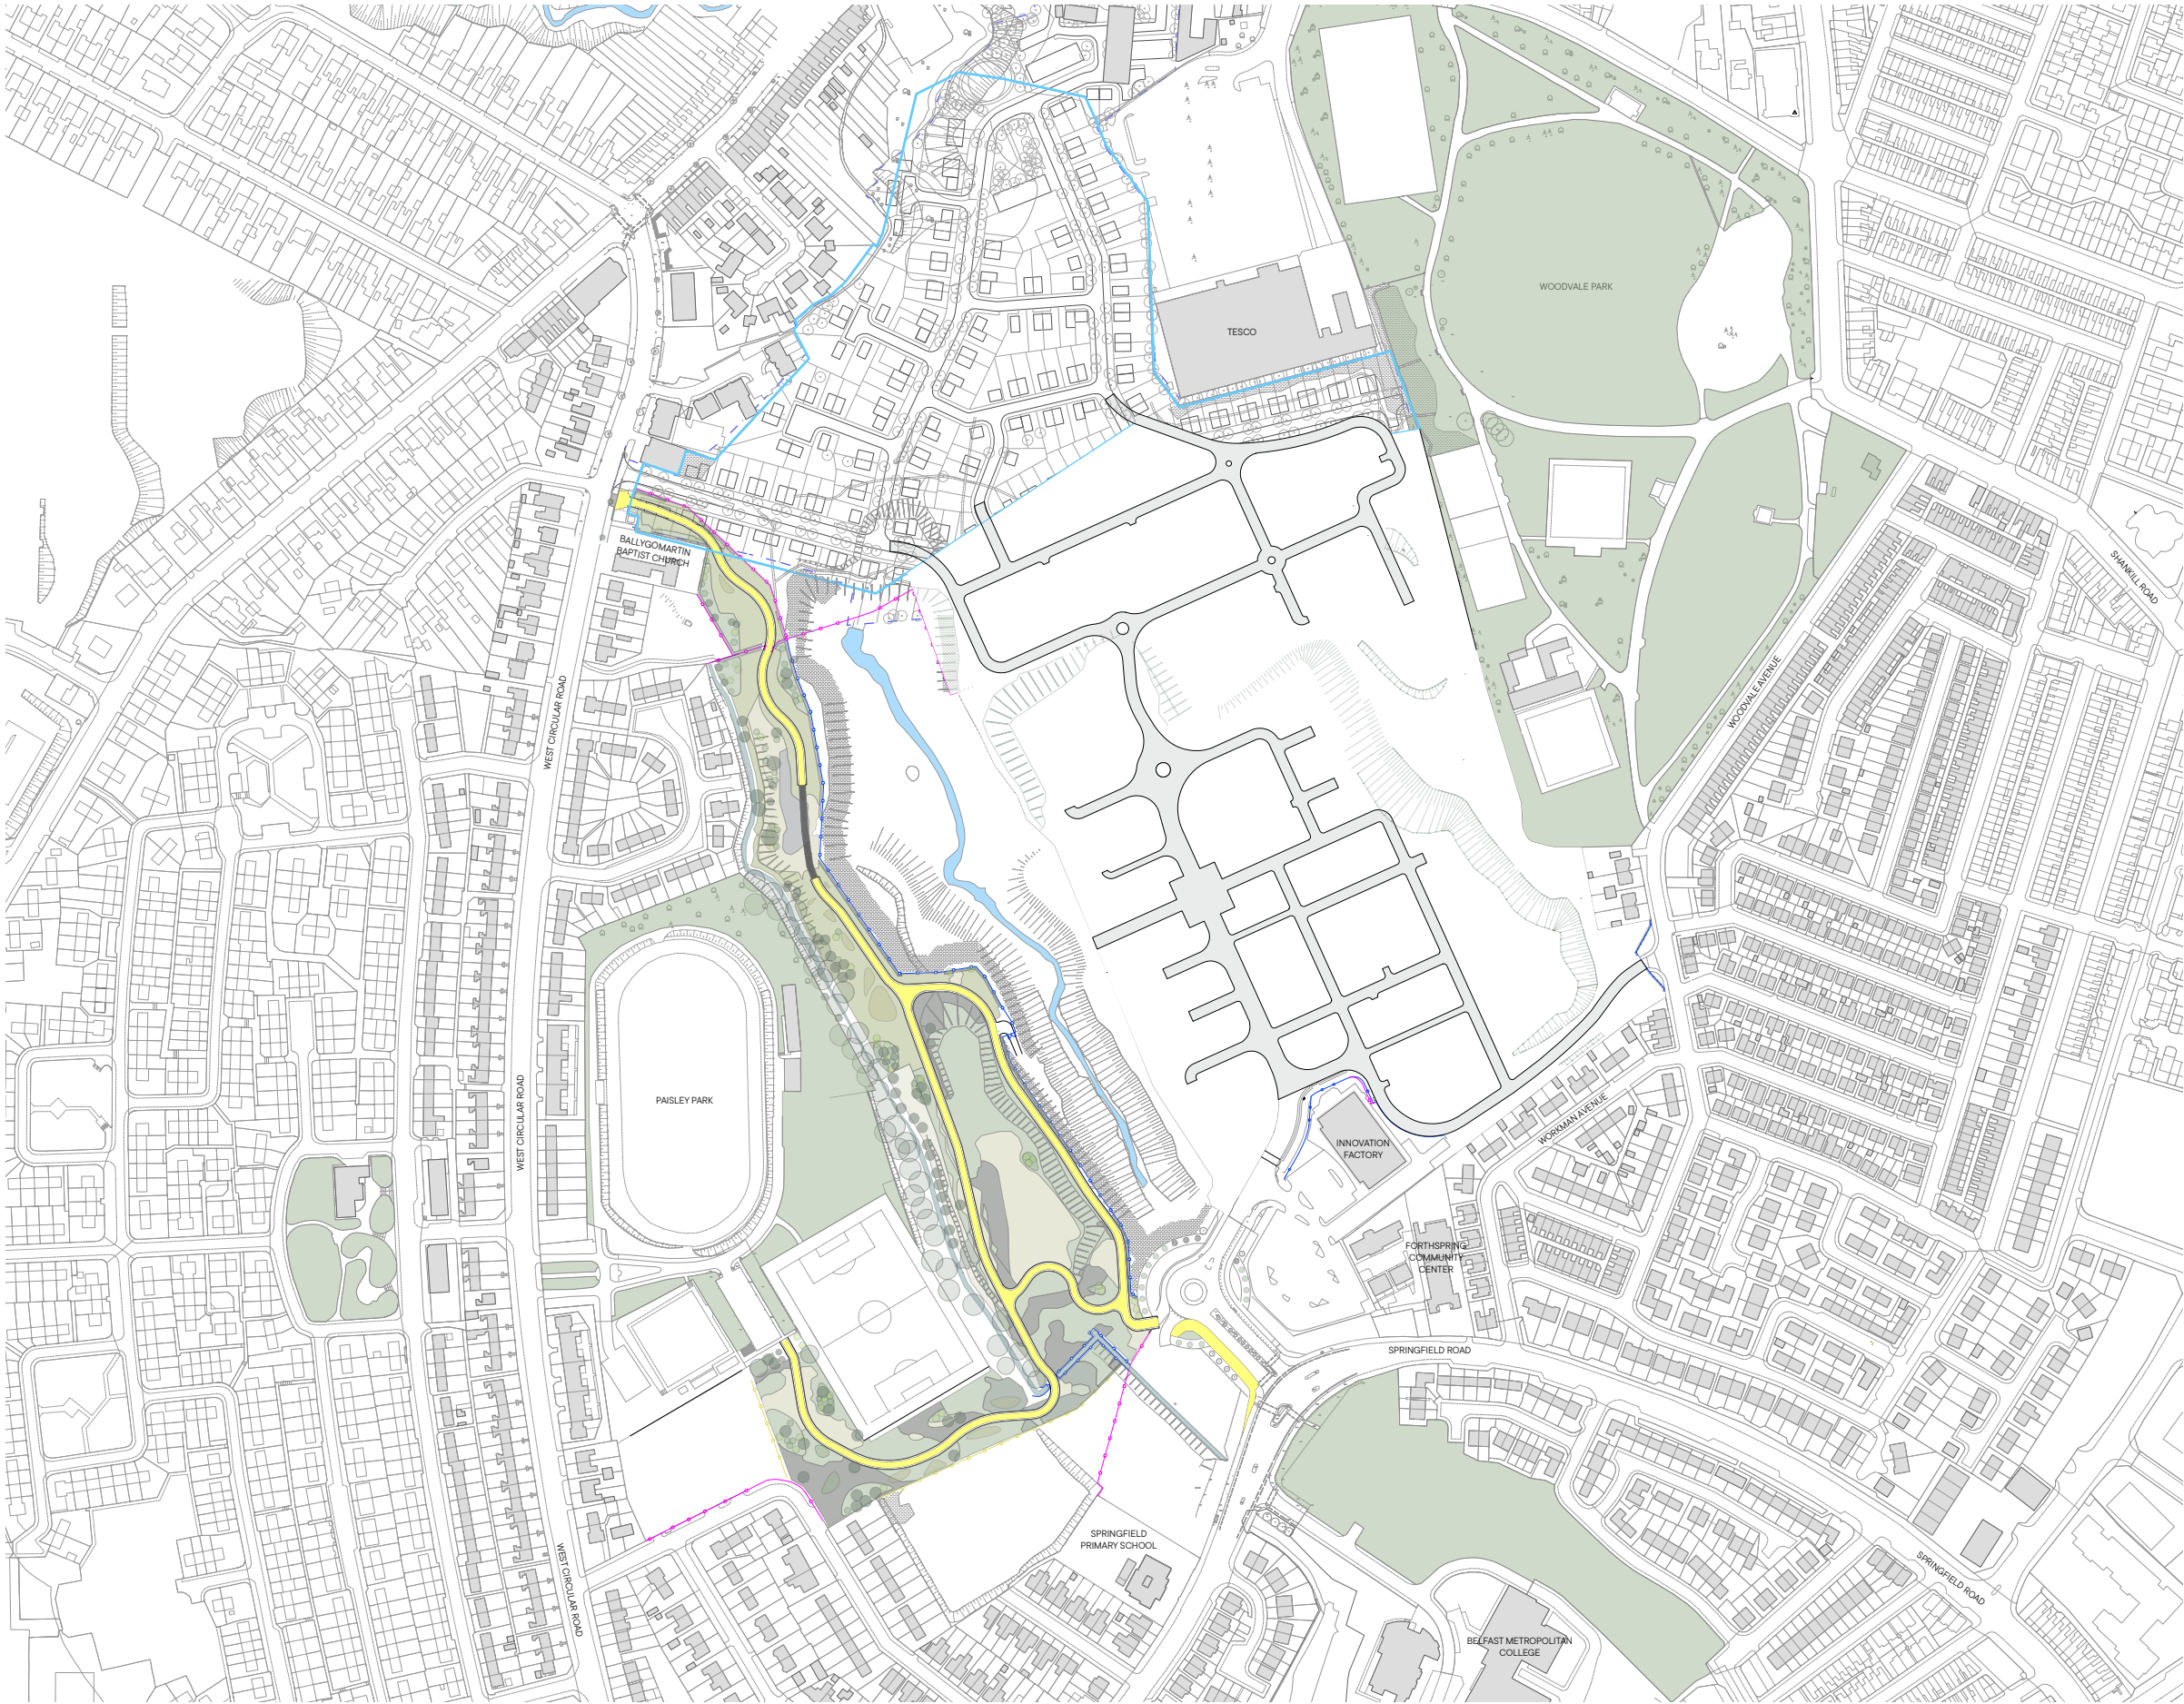 WOODVALE PARK
TESCO
BALLYGOMARTIN
BAPTIST CHURCH
SHANKILL ROAD
WOODVALE AVENUE
WEST CIRCULAR ROAD
PAISLEY PARK
WEST CIRCULAR ROAD
INNOVATION
FACTORY
WORKMAN AVENUE
FORTHSPRING
COMMUNITY
CENTER
SPRINGFIELD ROAD
SPRINGFIELD
PRIMARY SCHOOL
WEST CIRCULAR ROAD
SPRINGFIELD ROAD
BELFAST METROPOLITAN
COLLEGE